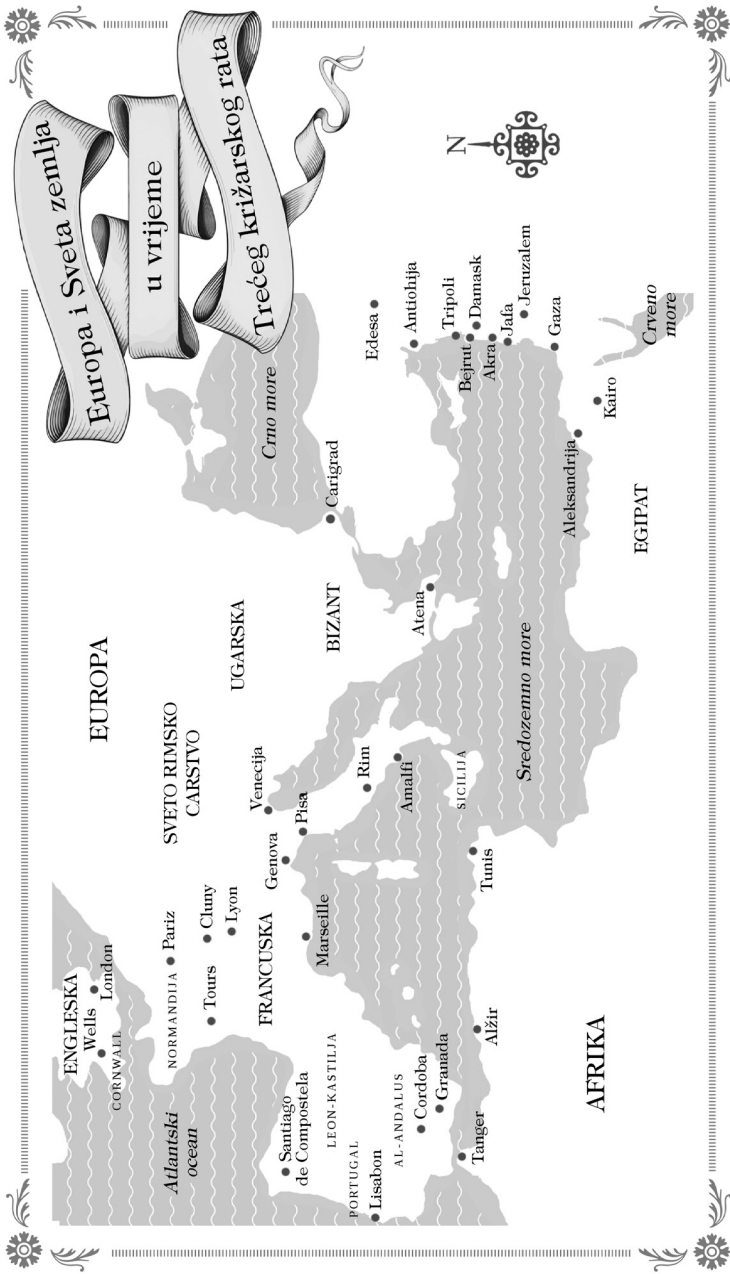 Europa i Sveta zemlja
u vrijeme
Trećeg križarskog rata
N
EUROPA
ENGLESKA
Wells
London
CORNWALL
NORMANDIJA
Pariz
Tours
Cluny
Lyon
FRANCUSKA
Atlantski
ocean
SVETO RIMSKO
CARSTVO
UGARSKA
Venecija
Genova
Pisa
Marseille
Santiago
de Compostela
LEON-KASTILJA
PORTUGAL
Lisabon
AL-ANDALUS
Cordoba
Granada
Tanger
Alžir
Tunis
Rim
Amalfi
SICILIJA
BIZANT
Atena
Carigrad
Crno more
Sredozemno more
Edesa
Antiohija
Tripoli
Bejrut
Damask
Akra
Jafa
Jeruzalem
Gaza
Aleksandrija
Kairo
Crveno
more
EGIPAT
AFRIKA